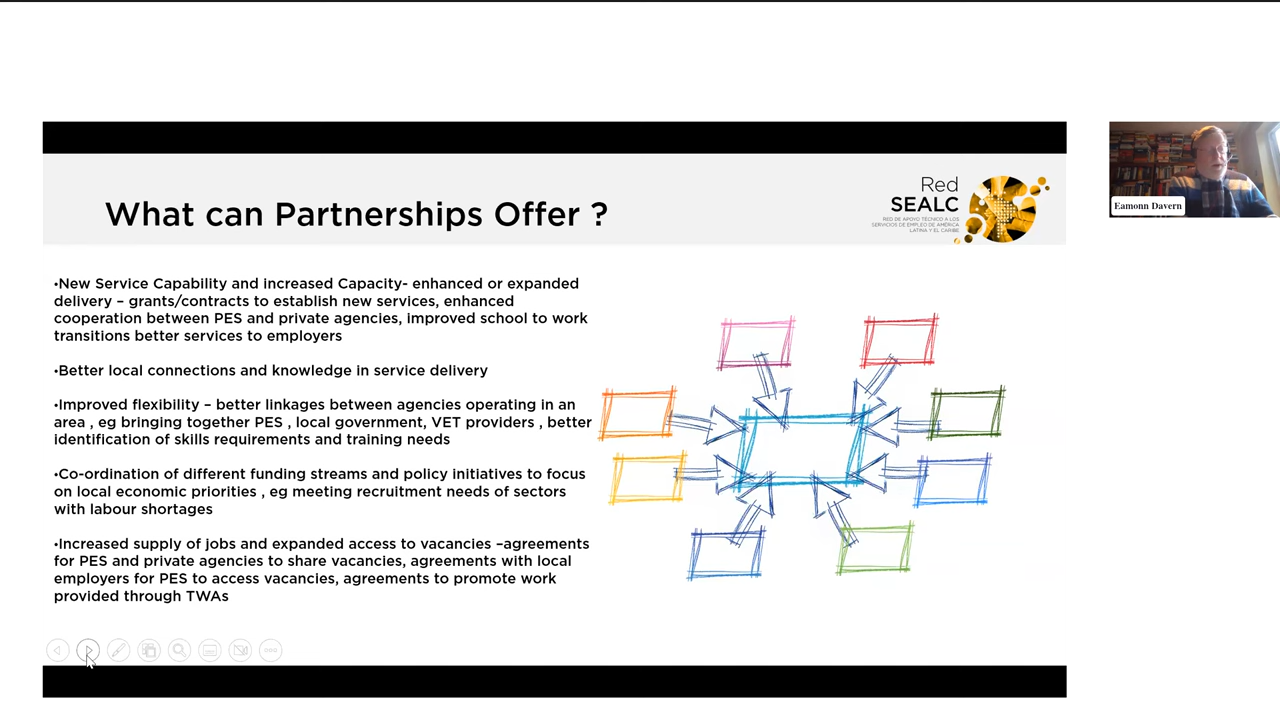 What can Partnerships Offer ?
Red
SEALC
RED DE APOYO TÉCNICO A LOS
SERVICIOS DE EMPLEO DE AMÉRICA
LATINA Y EL CARIBE
•New Service Capability and increased Capacity- enhanced or expanded
delivery – grants/contracts to establish new services, enhanced
cooperation between PES and private agencies, improved school to work
transitions better services to employers
•Better local connections and knowledge in service delivery
•Improved flexibility – better linkages between agencies operating in an
area , eg bringing together PES , local government, VET providers , better
identification of skills requirements and training needs
•Co-ordination of different funding streams and policy initiatives to focus
on local economic priorities , eg meeting recruitment needs of sectors
with labour shortages
•Increased supply of jobs and expanded access to vacancies –agreements
for PES and private agencies to share vacancies, agreements with local
employers for PES to access vacancies, agreements to promote work
provided through TWAs
Eamonn Davern